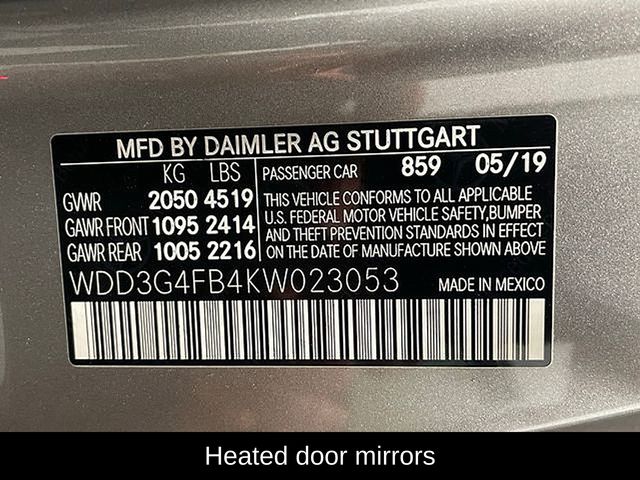 MFD BY DAIMLER AG STUTTGART
KG LBS PASSENGER CAR 859 05/19
GVWR 2050 4519 THIS VEHICLE CONFORMS TO ALL APPLICABLE
GAWR FRONT 1095 2414 U.S. FEDERAL MOTOR VEHICLE SAFETY,BUMPER
AND THEFT PREVENTION STANDARDS IN EFFECT
GAWR REAR 1005 2216 ON THE DATE OF MANUFACTURE SHOWN ABOVE
WDD3G4FB4KW023053 MADE IN MEXICO
Heated door mirrors